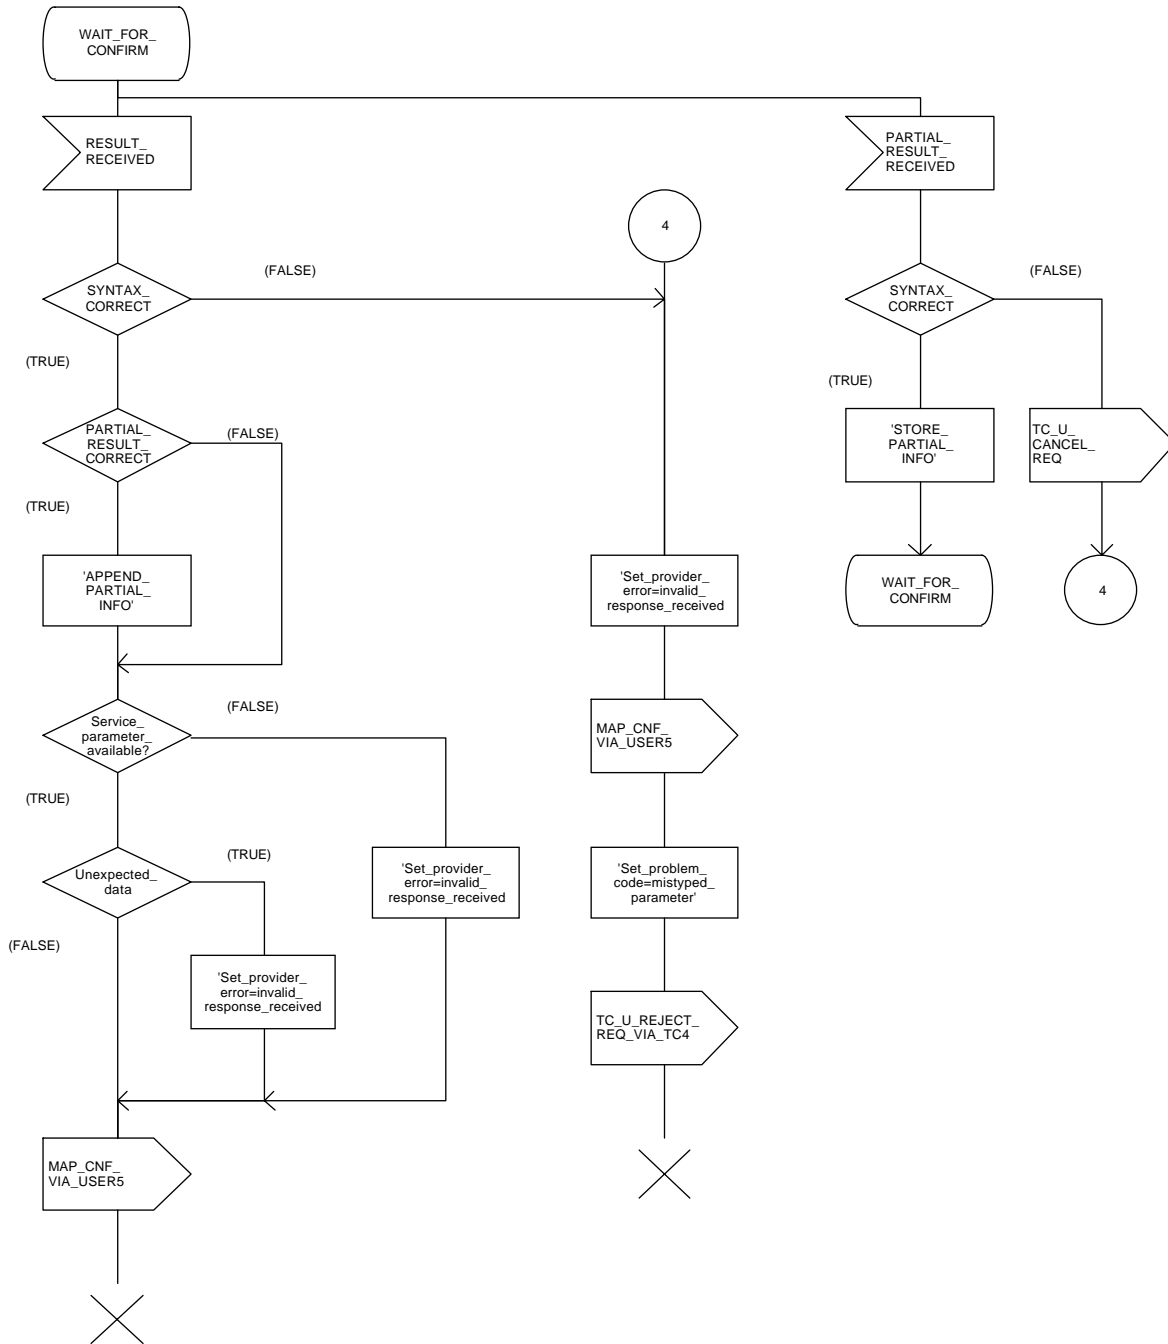 WAIT_FOR_
CONFIRM
RESULT_
RECEIVED
PARTIAL_
RESULT_
RECEIVED
4
(FALSE)
(FALSE)
SYNTAX_
CORRECT
SYNTAX_
CORRECT
(TRUE)
(TRUE)
PARTIAL_
RESULT_
CORRECT
(FALSE)
'STORE_
PARTIAL_
INFO'
TC_U_
CANCEL_
REQ
(TRUE)
'APPEND_
PARTIAL_
INFO'
'Set_provider_
error=invalid_
response_received
WAIT_FOR_
CONFIRM
4
Service_
parameter_
available?
(FALSE)
MAP_CNF_
VIA_USER5
(TRUE)
Unexpected_
data
(TRUE)
'Set_provider_
error=invalid_
response_received
'Set_problem_
code=mistyped_
parameter'
(FALSE)
'Set_provider_
error=invalid_
response_received
TC_U_REJECT_
REQ_VIA_TC4
MAP_CNF_
VIA_USER5